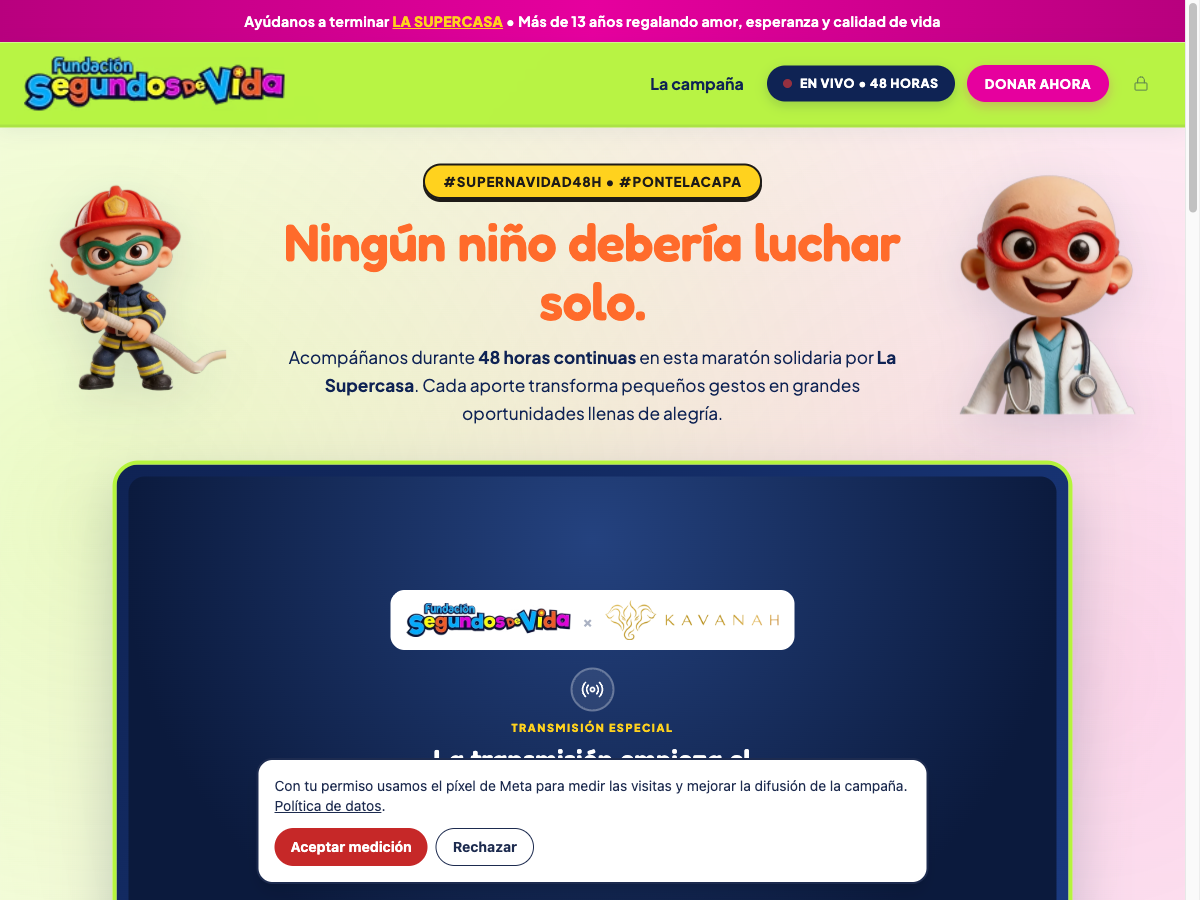 Ayúdanos a terminar LA SUPERCASA • Más de 13 años regalando amor, esperanza y calidad de vida
Fundación
Segundos De Vida
La campaña
EN VIVO • 48 HORAS
DONAR AHORA
#SUPERNAVIDAD48H • #PONTELACAPA
Ningún niño debería luchar
solo.
Acompáñanos durante 48 horas continuas en esta maratón solidaria por La
Supercasa. Cada aporte transforma pequeños gestos en grandes
oportunidades llenas de alegría.
Fundación
Segundos De Vida
×
KAVANAH
TRANSMISIÓN ESPECIAL
La transmisión empieza el
Con tu permiso usamos el píxel de Meta para medir las visitas y mejorar la difusión de la campaña.
Política de datos.
Aceptar medición
Rechazar